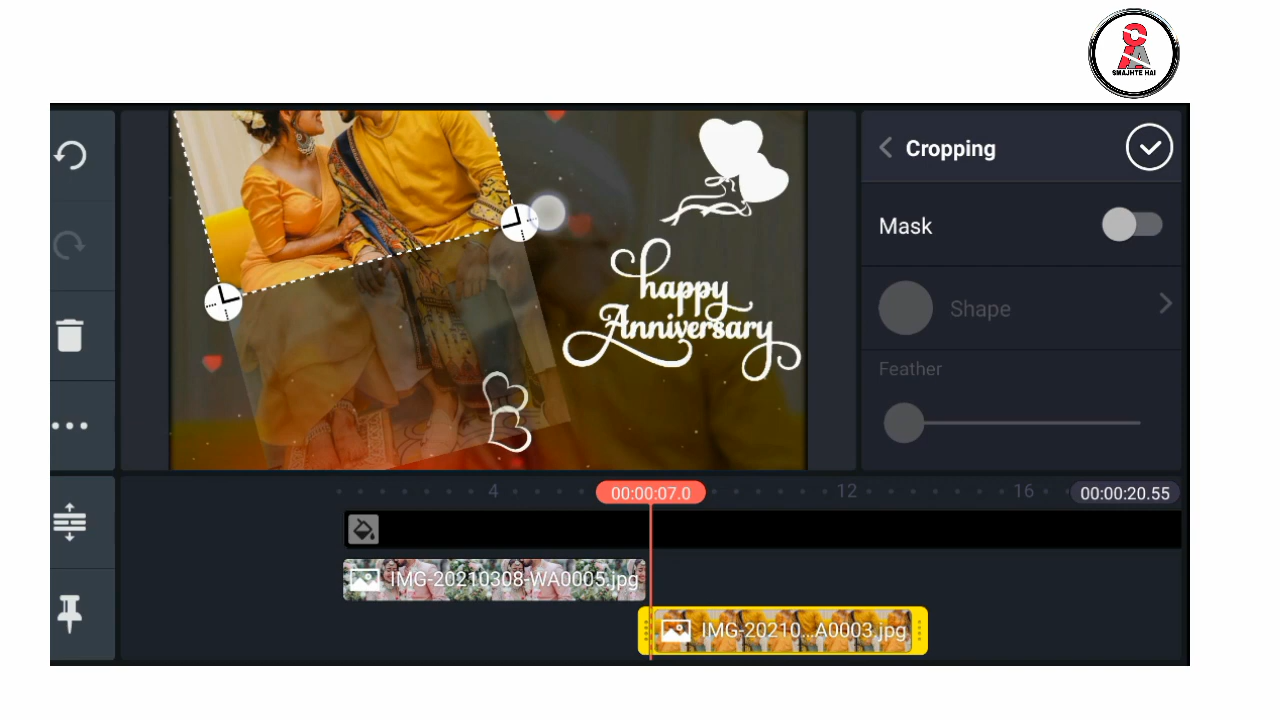 SMAJHTE HAI
Cropping
Mask
Shape
Feather
happy
Anniversary
4
00:00:07.0
12
16
00:00:20.55
IMG-20210308-WA0005.jpg
IMG-20210...A0003.jpg